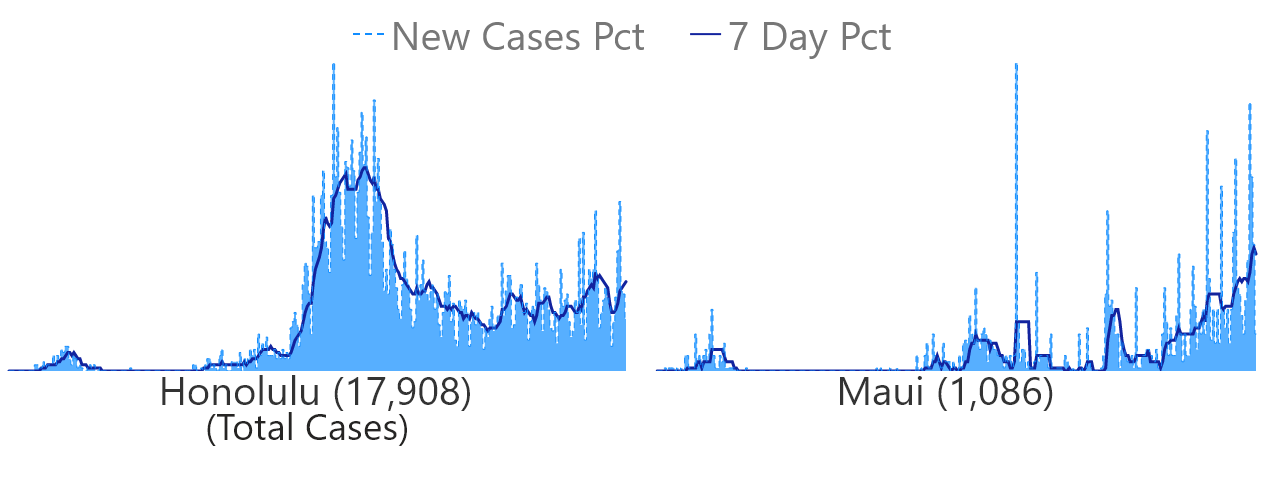 New Cases Pct 7 Day Pct
Honolulu (17,908)
(Total Cases)
Maui (1,086)